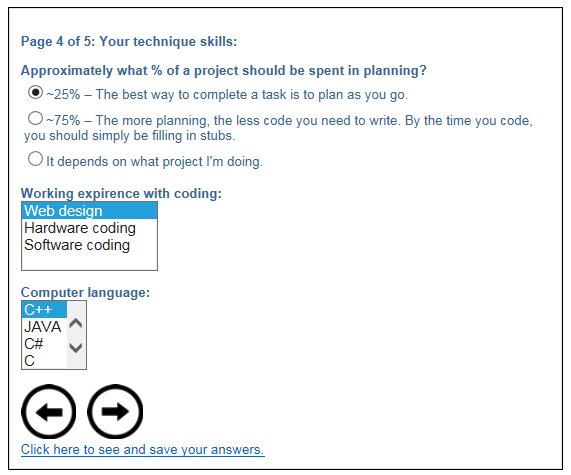 Page 4 of 5: Your technique skills:
Approximately what % of a project should be spent in planning?
~25% – The best way to complete a task is to plan as you go.
~75% – The more planning, the less code you need to write. By the time you code,
you should simply be filling in stubs.
It depends on what project I'm doing.
Working expirence with coding:
Web design
Hardware coding
Software coding
Computer language:
C++
JAVA
C#
C
Click here to see and save your answers.